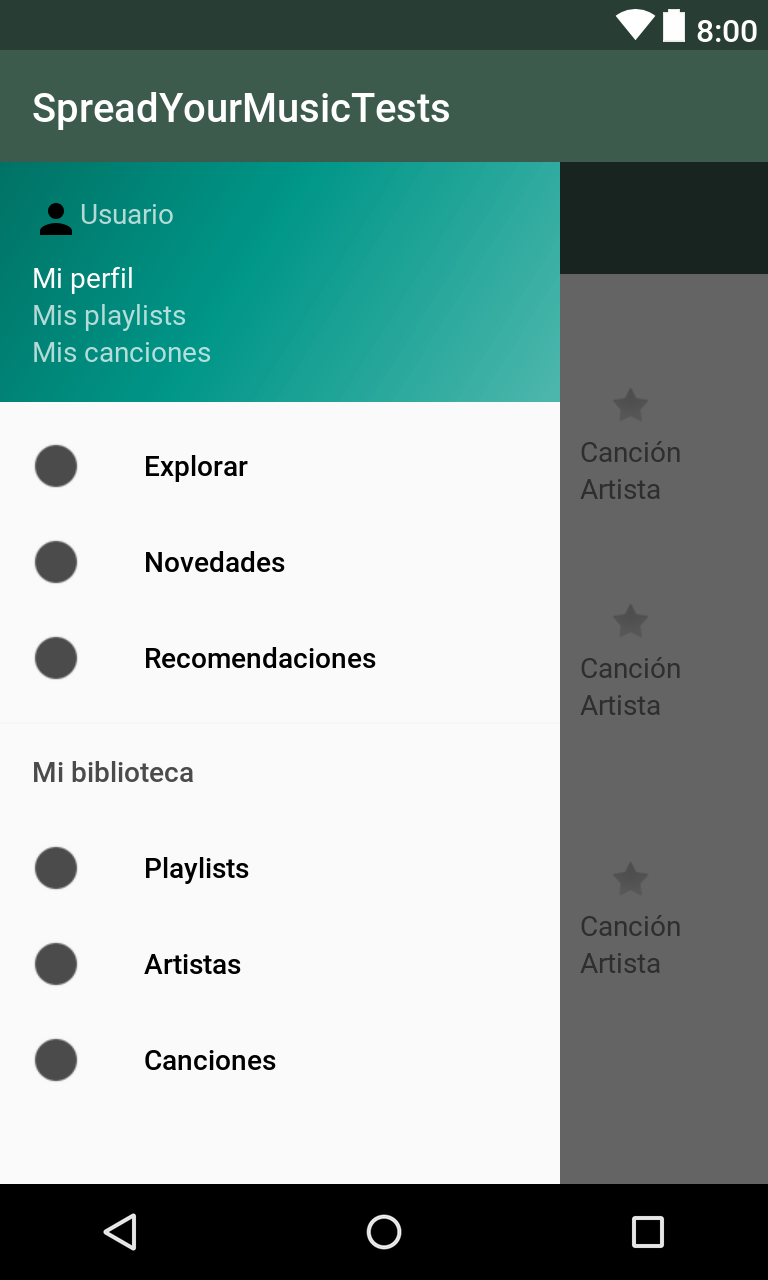 8:00
SpreadYourMusicTests
Usuario
Mi perfil
Mis playlists
Mis canciones
Explorar
Novedades
Recomendaciones
Mi biblioteca
Playlists
Artistas
Canciones
Canción
Artista
Canción
Artista
Canción
Artista